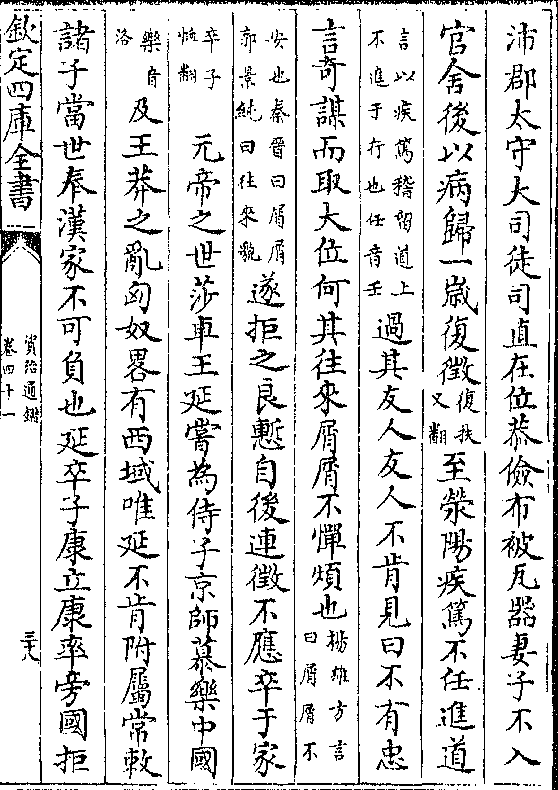 沛郡太守大司徒司直在位恭儉布被瓦器妻子不入
官舍後以病歸一歲復徵復扶又翻至滎陽疾篤不任進道
言以疾篤稽留道上不進于行也任音壬過其友人友人不肯見曰不有忠
言奇謀而取大位何其往來屑屑不憚煩也楊雄方言曰屑屑不
安也秦晉曰屑屑郭景純曰往來貌遂拒之良慙自後連徵不應卒于家
卒子恤翻元帝之世莎車王延嘗為侍子京師慕樂中國
樂音洛及王莽之亂匈奴畧有西域唯延不肯附屬常敕
諸子當世奉漢家不可負也延卒子康立康率旁國拒
欽定四庫全書
資治通鑑
卷四十一
三十八